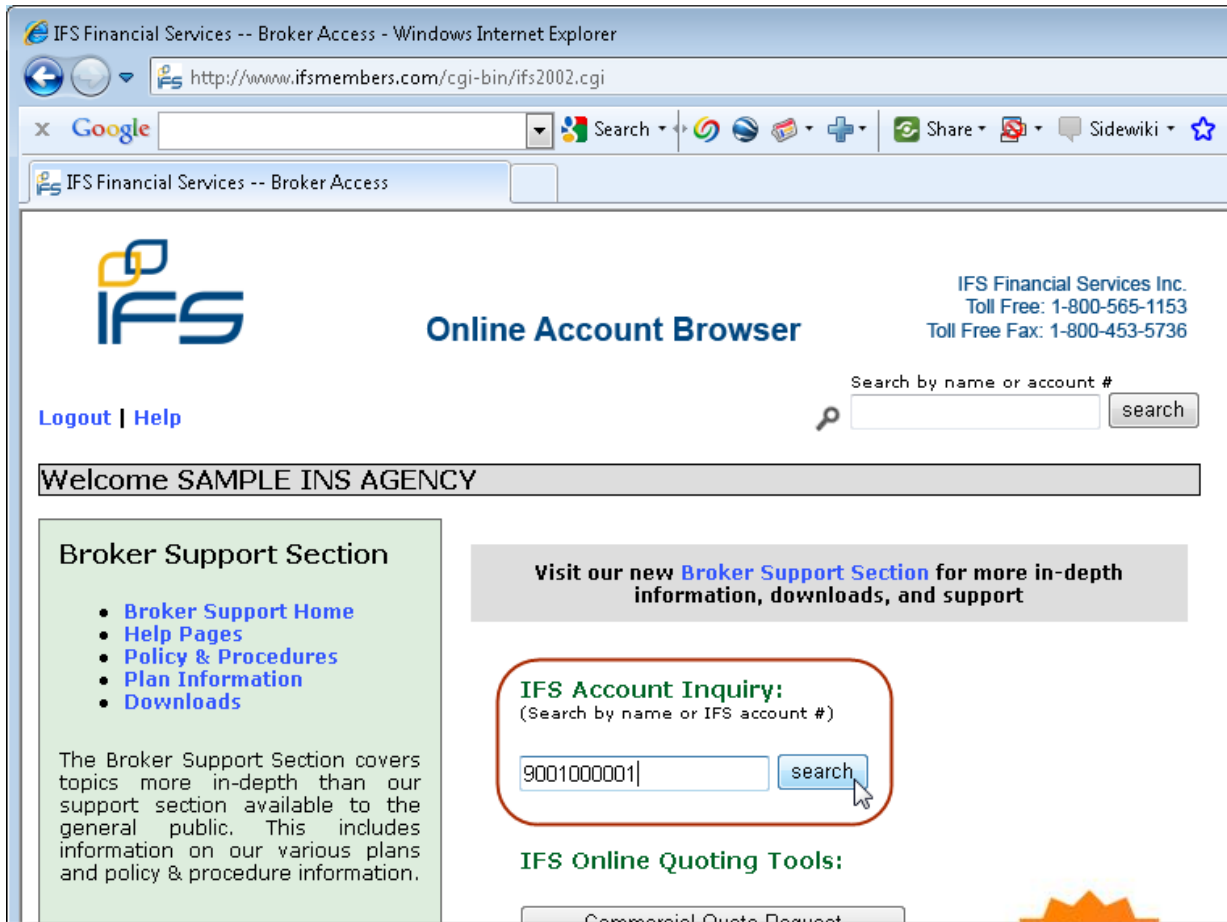 IFS Financial Services -- Broker Access - Windows Internet Explorer
http://www.ifsmembers.com/cgi-bin/ifs2002.cgi
x Google Search Share Sidewiki
IFS Financial Services -- Broker Access
IFS
Online Account Browser
IFS Financial Services Inc.
Toll Free: 1-800-565-1153
Toll Free Fax: 1-800-453-5736
Search by name or account #
search
Logout | Help
Welcome SAMPLE INS AGENCY
Broker Support Section
• Broker Support Home
• Help Pages
• Policy & Procedures
• Plan Information
• Downloads
The Broker Support Section covers
topics more in-depth than our
support section available to the
general public. This includes
information on our various plans
and policy & procedure information.
Visit our new Broker Support Section for more in-depth
information, downloads, and support
IFS Account Inquiry:
(Search by name or IFS account #)
9001000001 search
IFS Online Quoting Tools:
Commercial Quote Request